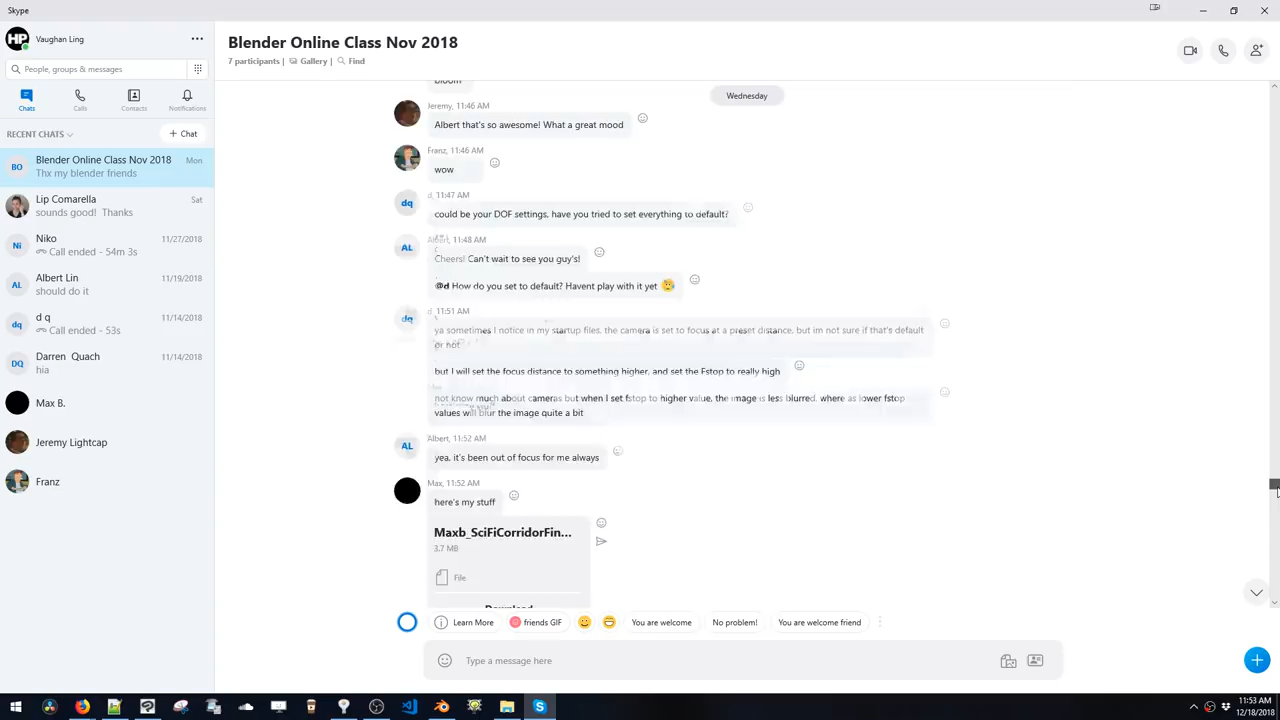 Skype
HP
Vaughan Ling
People, groups & messages
Chats
Calls
Contacts
Notifications
RECENT CHATS
+ Chat
BO
Blender Online Class Nov 2018
Mon
Thx my blender friends
Lip Comarella
Sat
sounds good! Thanks
Ni
Niko
11/27/2018
Call ended - 54m 3s
AL
Albert Lin
11/19/2018
should do it
dq
d q
11/14/2018
Call ended - 53s
DQ
Darren Quach
11/14/2018
hia
Max B.
Jeremy Lightcap
Franz
Blender Online Class Nov 2018
7 participants | Gallery | Find
bloom
Wednesday
Jeremy, 11:46 AM
Albert that's so awesome! What a great mood
Franz, 11:46 AM
wow
dq
d, 11:47 AM
could be your DOF settings, have you tried to set everything to default?
AL
Albert, 11:48 AM
Cheers! Can't wait to see you guy's!
@d How do you set to default? Havent play with it yet
dq
d, 11:51 AM
ya sometimes I notice in my startup files, the camera is set to focus at a preset distance, but im not sure if that's default
or not
but I will set the focus distance to something higher, and set the Fstop to really high
not know much about cameras but when I set fstop to higher value, the image is less blurred, where as lower fstop
values will blur the image quite a bit
AL
Albert, 11:52 AM
yea, it's been out of focus for me always
Max, 11:52 AM
here's my stuff
Maxb_SciFiCorridorFin...
3.7 MB
File
Download
Learn More
friends GIF
You are welcome
No problem!
You are welcome friend
Type a message here
11:53 AM
12/18/2018